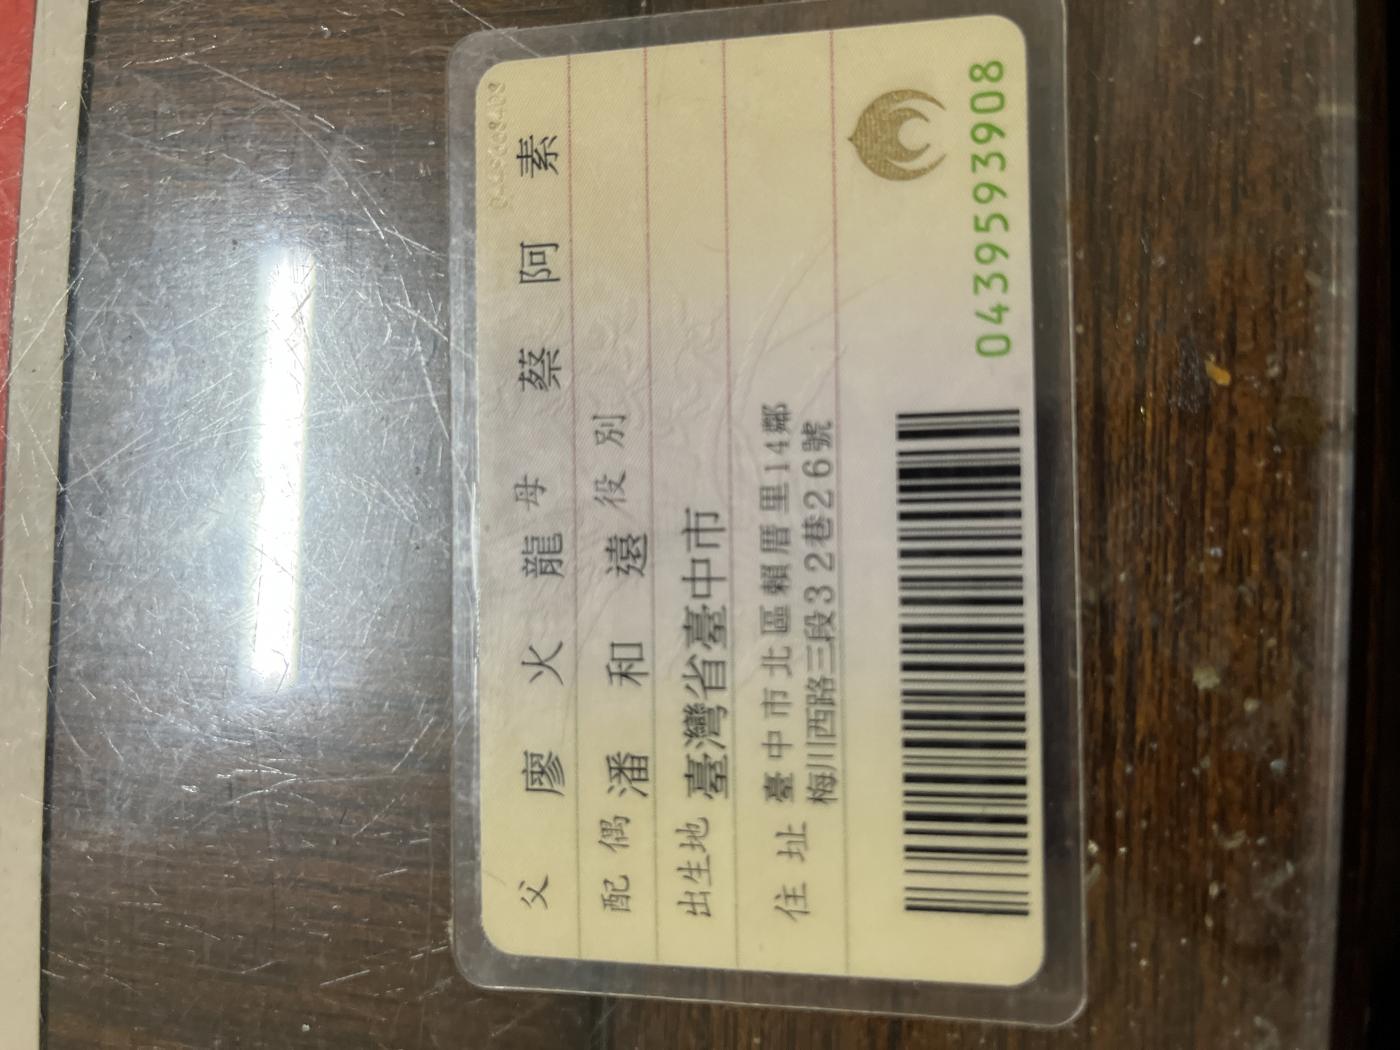 父 廖火龍 母 蔡阿素
配偶 潘和遠 役別
出生地 臺灣省臺中市
住址 臺中市北區賴厝里14鄰
梅川西路三段32巷26號
0439593908